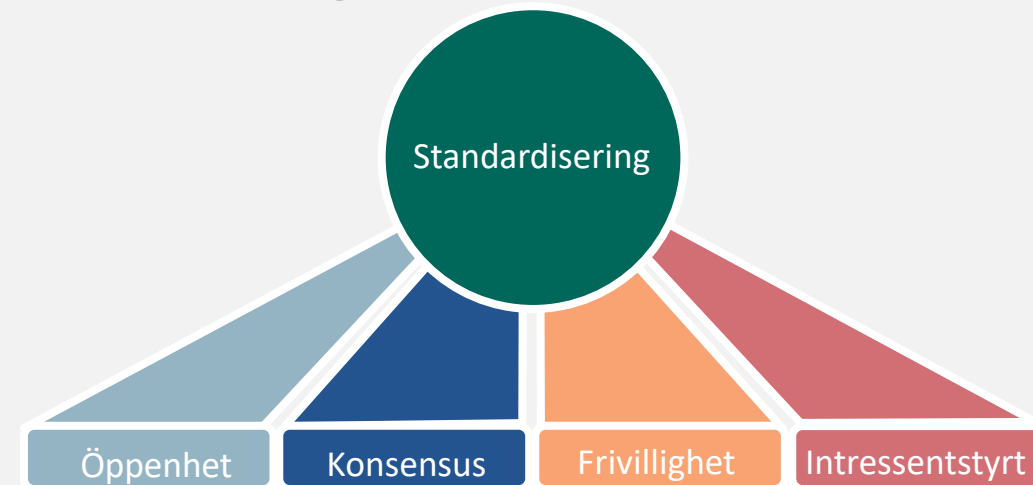 Standardisering
Öppenhet
Konsensus
Frivillighet
Intressentstyrt